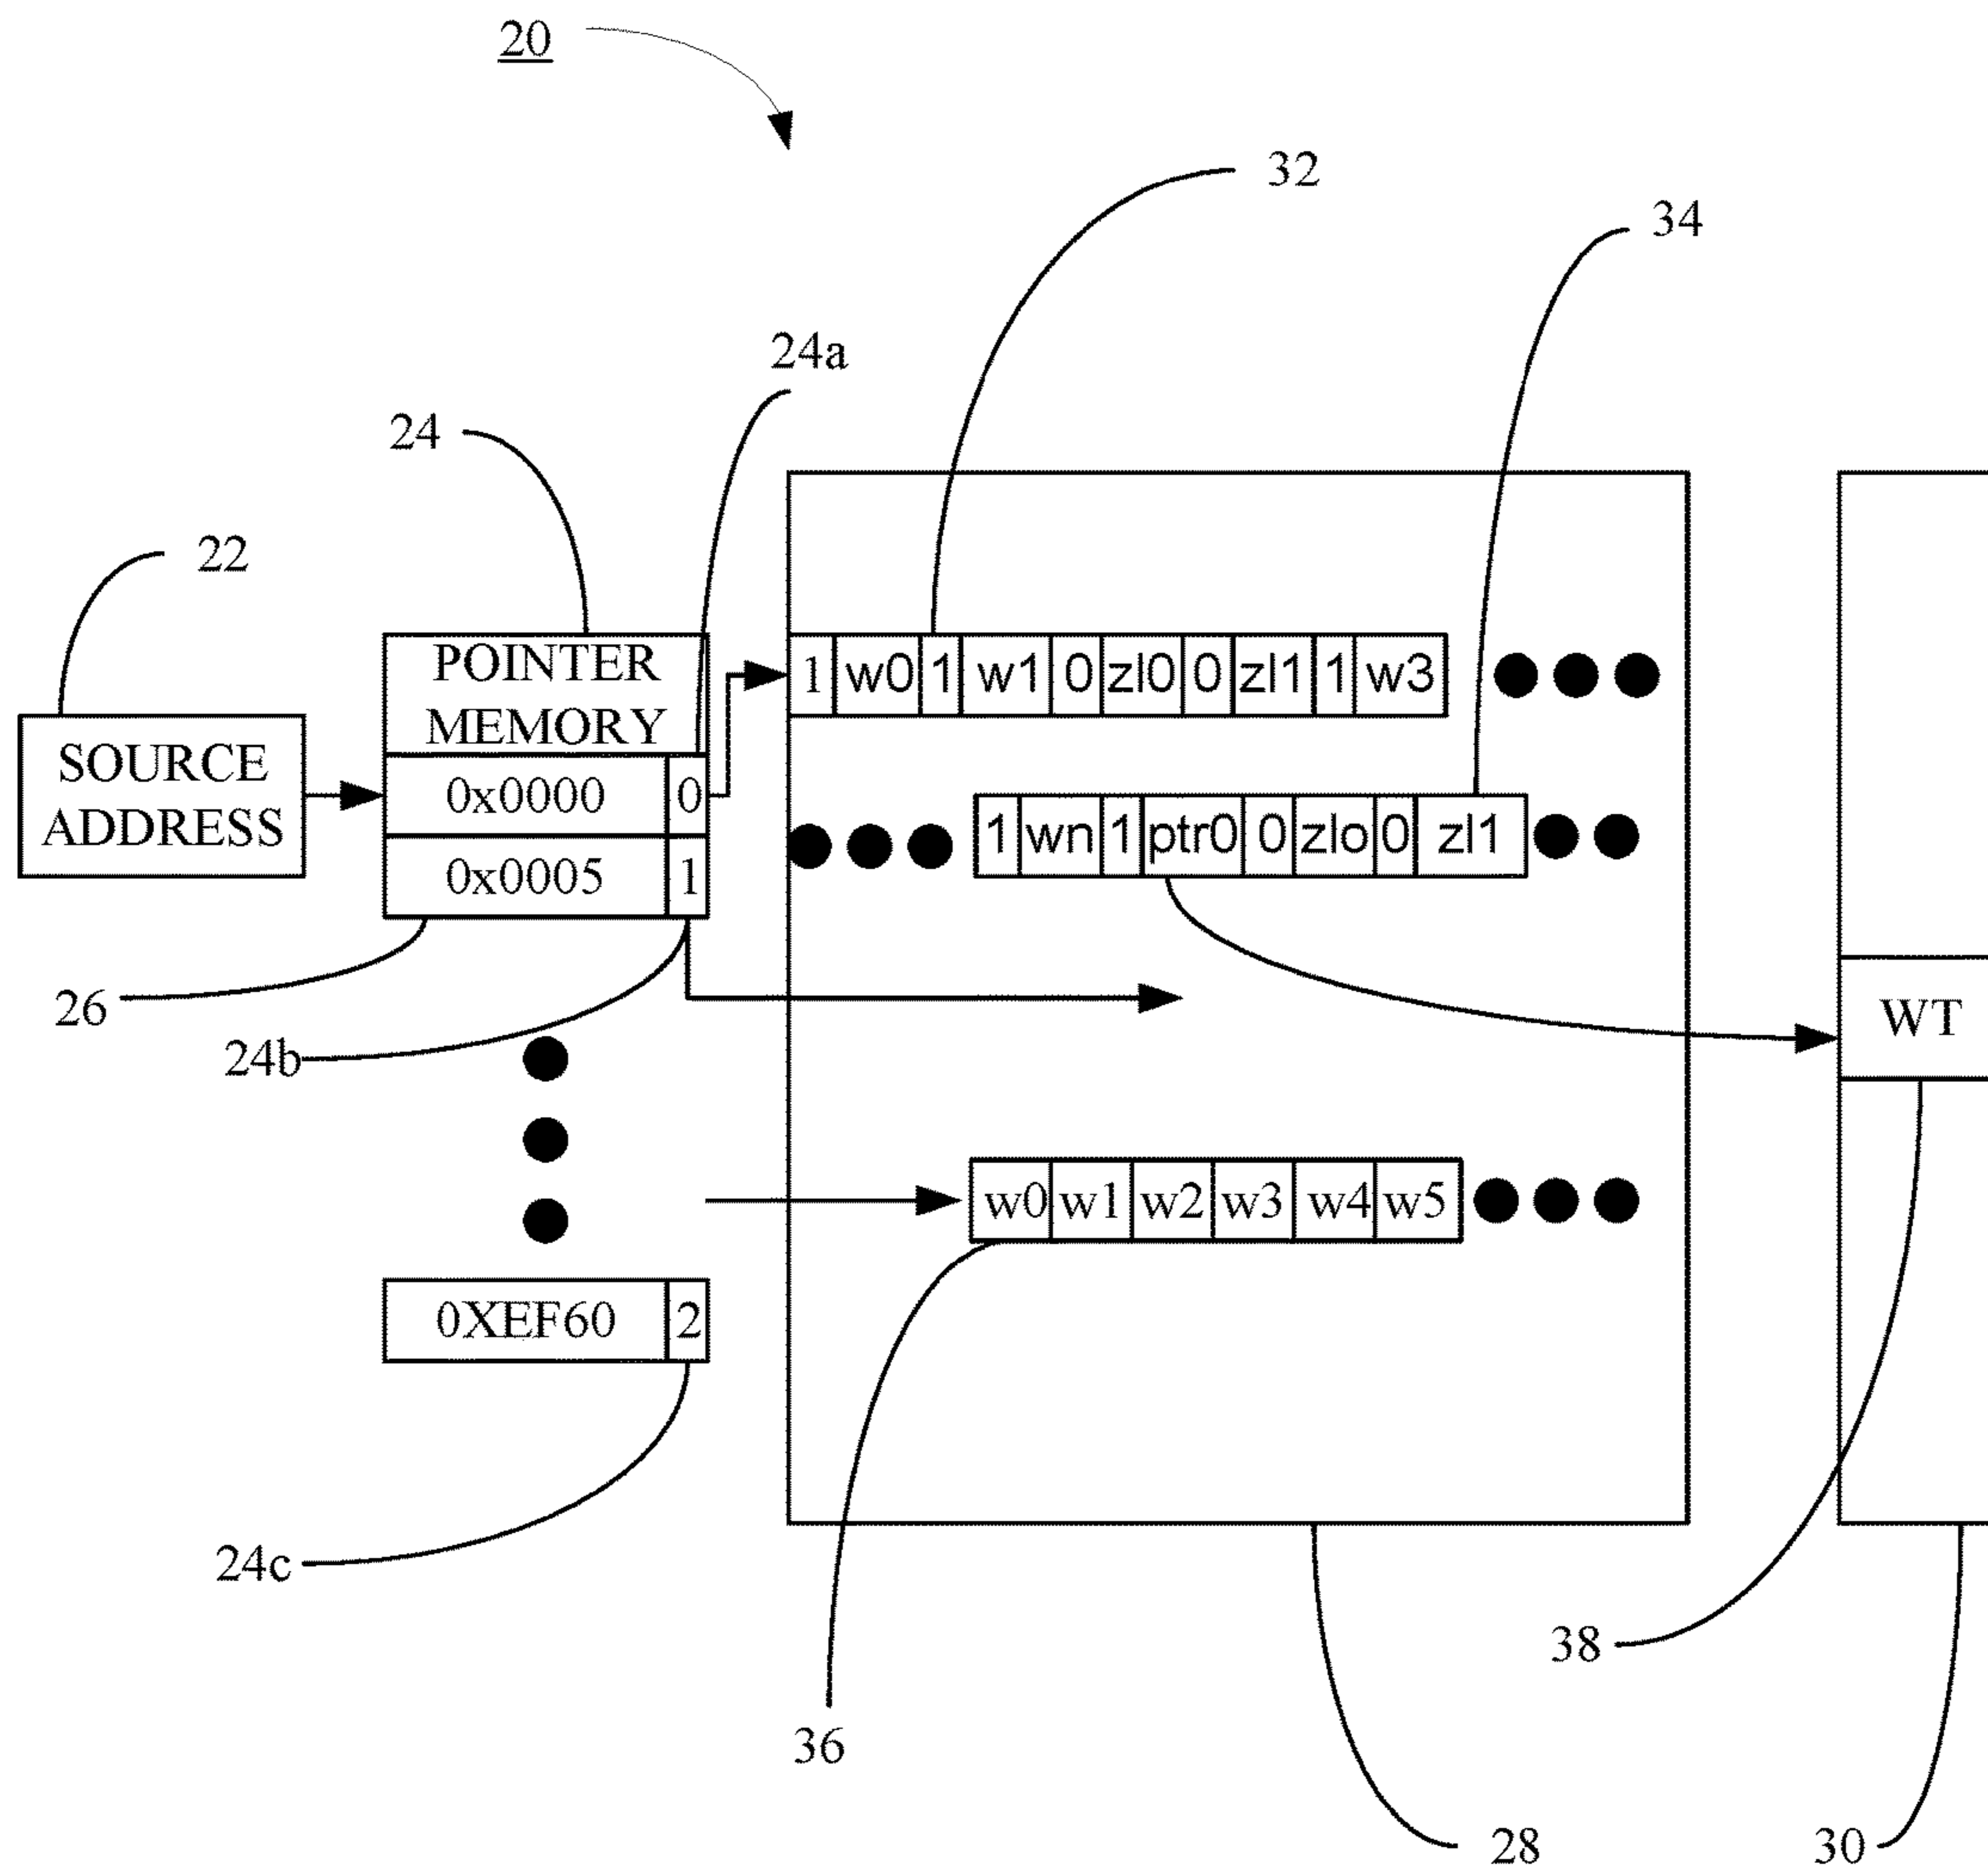 20
32
34
24a
24
22
POINTER
MEMORY
1 w0 1 w1 0 zl0 0 zl1 1 w3
SOURCE
ADDRESS
0x0000 0
0x0005 1
1 wn 1 ptr0 0 zlo 0 zl1
26
24b
WT
w0 w1 w2 w3 w4 w5
0XEF60 2
24c
38
36
28
30